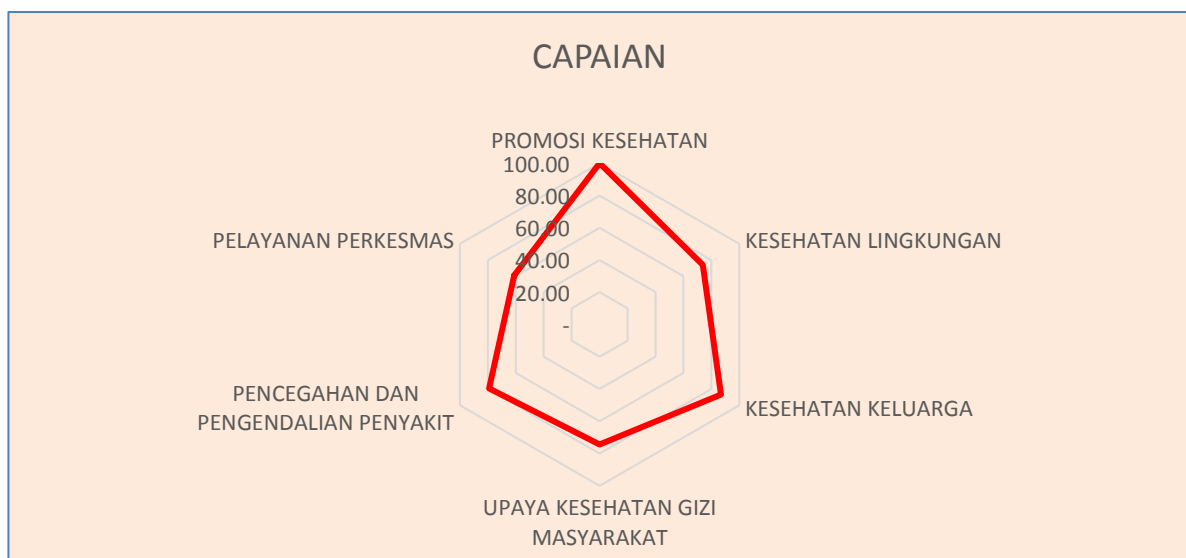 CAPAIAN
PROMOSI KESEHATAN
100.00
80.00
60.00
40.00
20.00
-
KESEHATAN LINGKUNGAN
KESEHATAN KELUARGA
UPAYA KESEHATAN GIZI
MASYARAKAT
PENCEGAHAN DAN
PENGENDALIAN PENYAKIT
PELAYANAN PERKESMAS